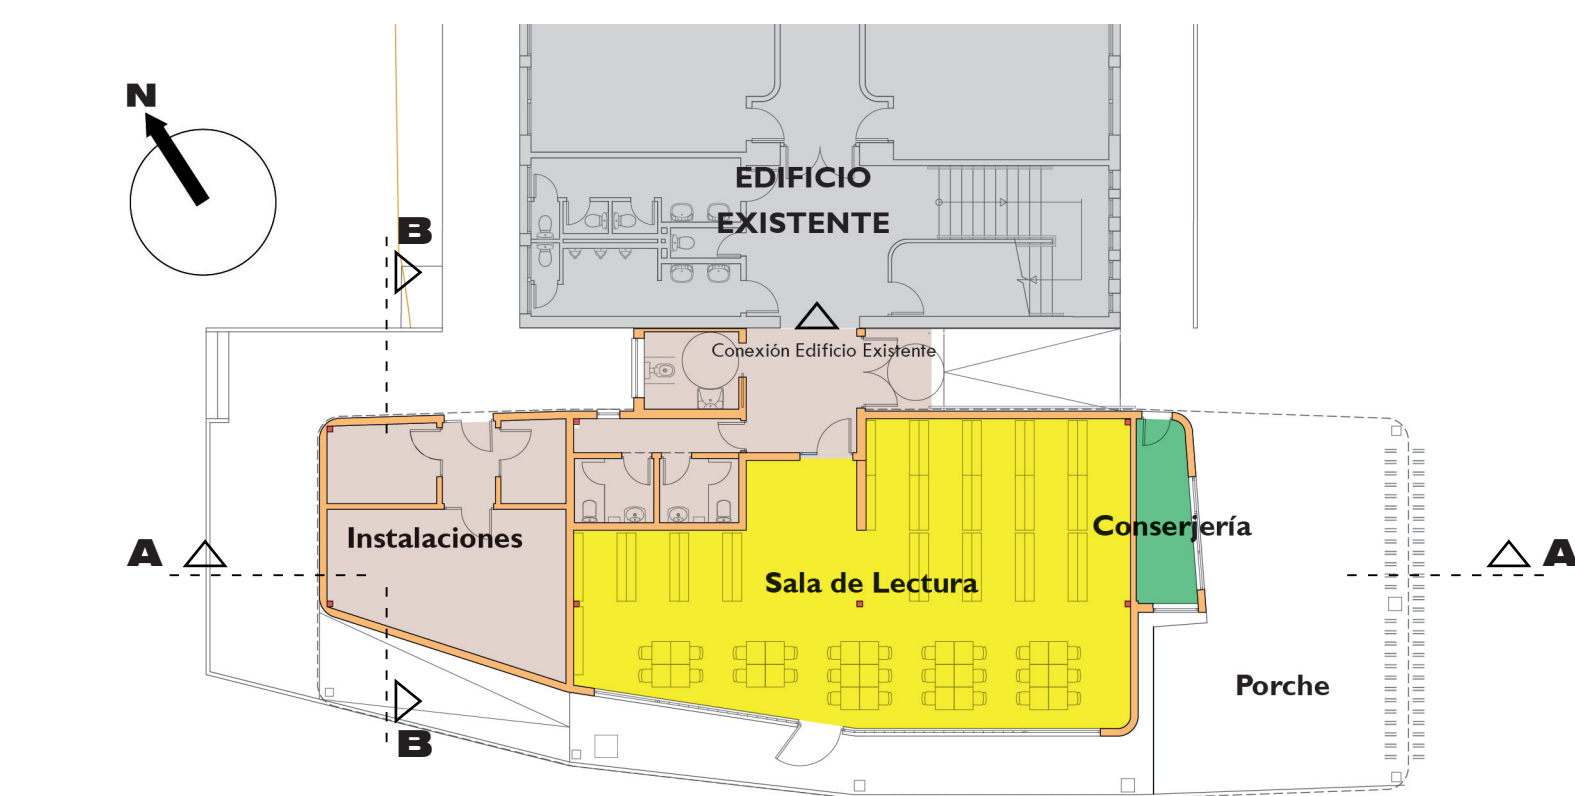 N
EDIFICIO
EXISTENTE
B
Conexión Edificio Existente
Conserjería
Instalaciones
A
A
Sala de Lectura
Porche
B